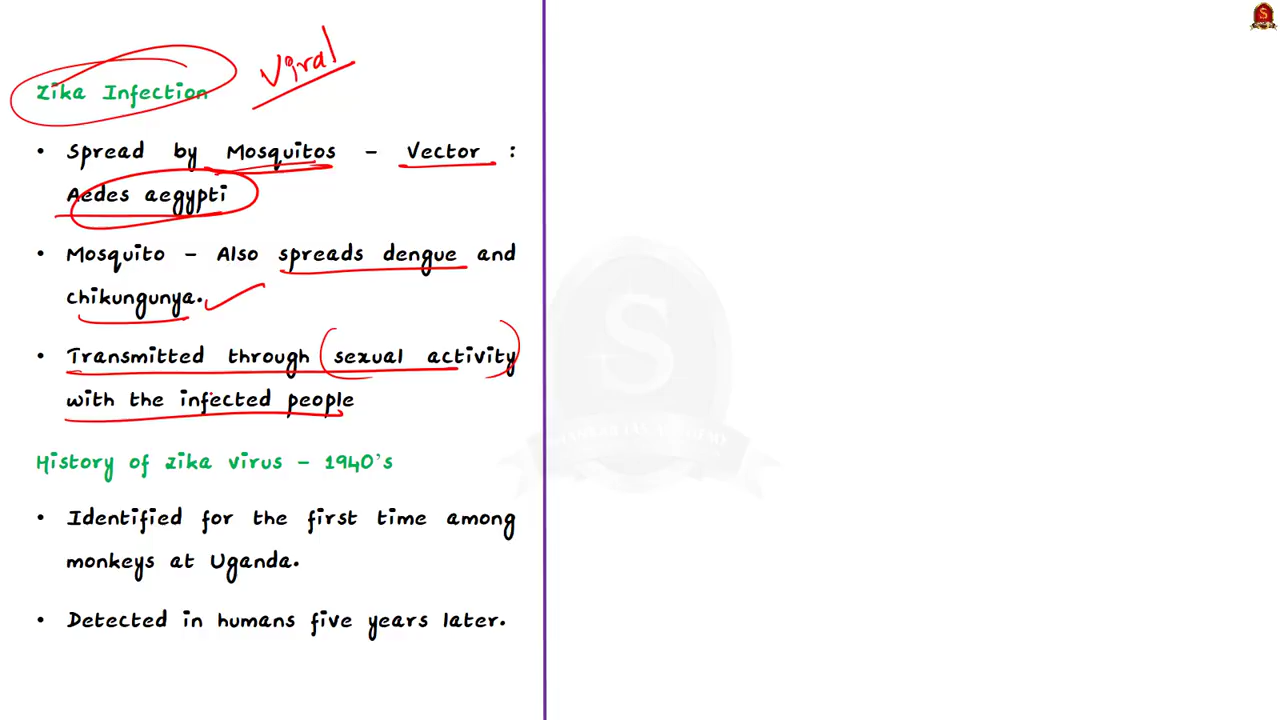 Viral
Zika Infection
• Spread by Mosquitos – Vector :
Aedes aegypti
• Mosquito – Also spreads dengue and
chikungunya.
• Transmitted through (sexual activity)
with the infected people
History of zika virus – 1940's
• Identified for the first time among
monkeys at Uganda.
• Detected in humans five years later.
S
S